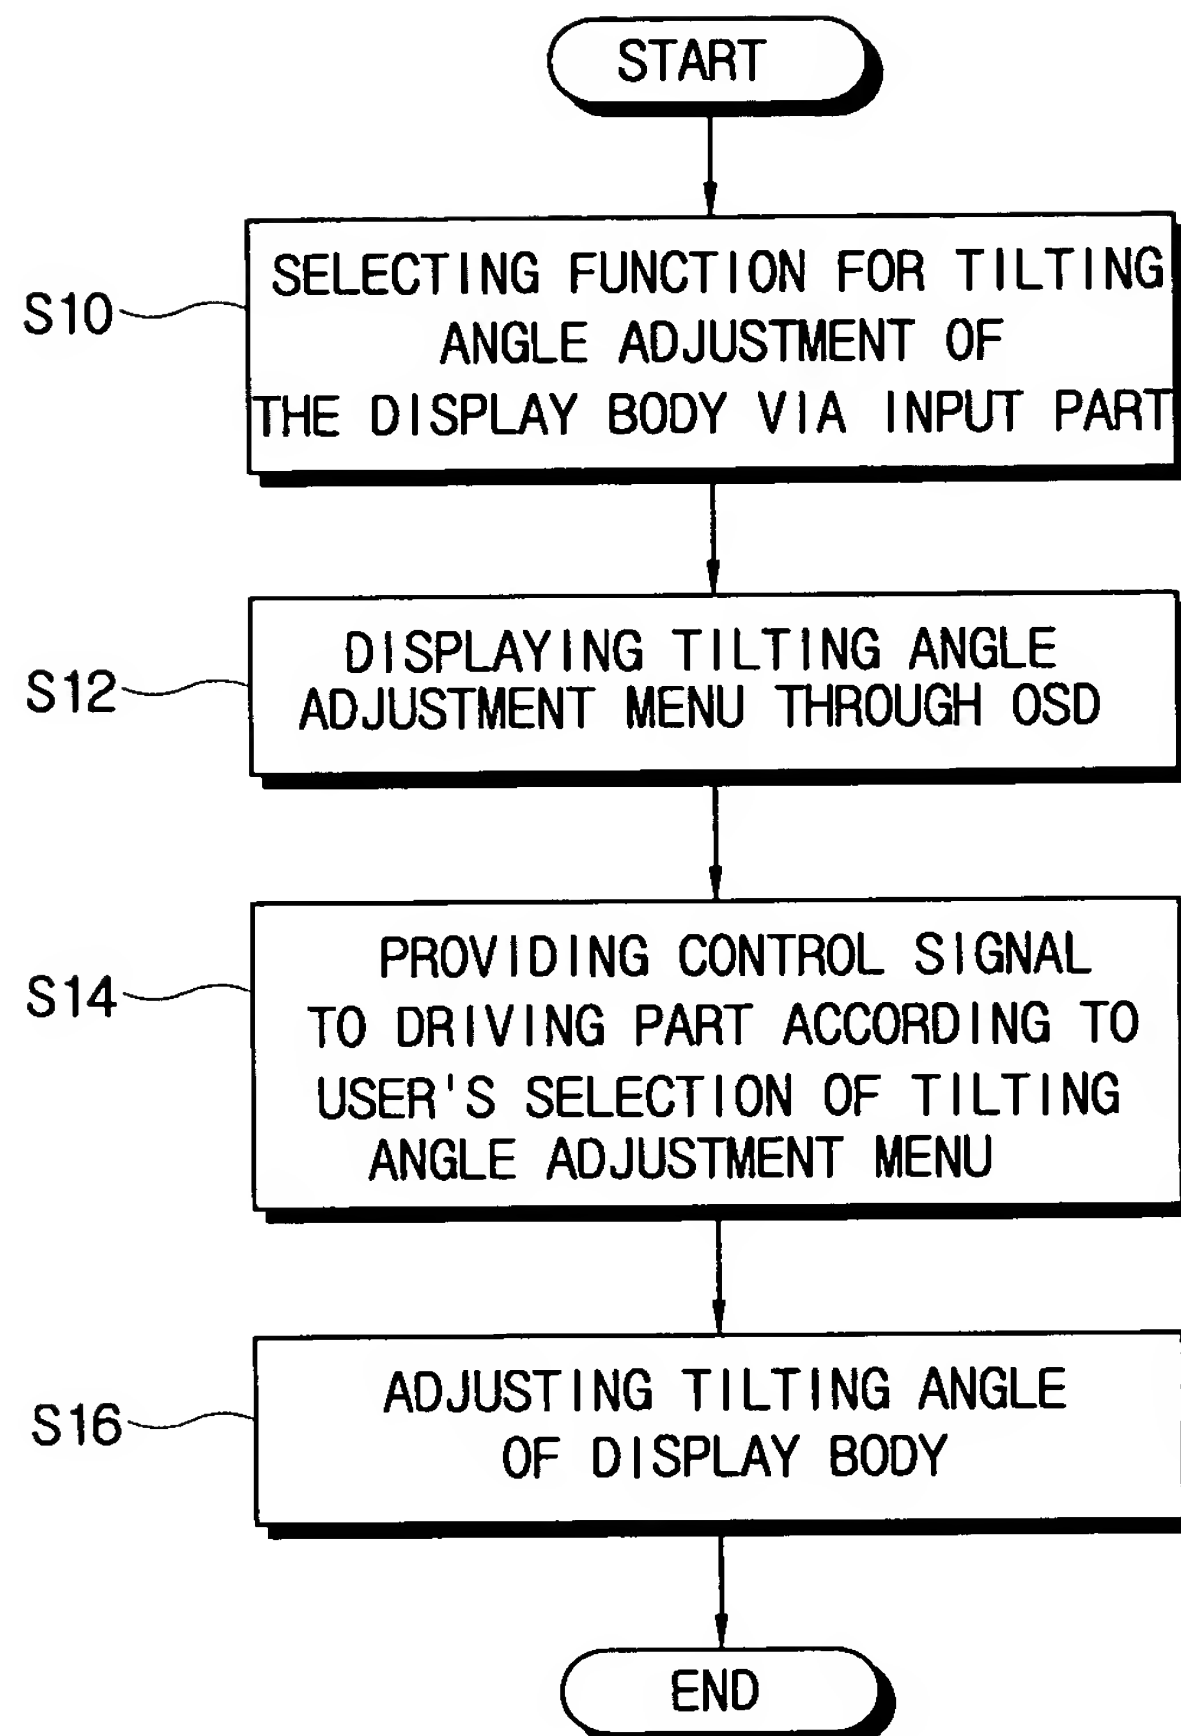 START
S10
SELECTING FUNCTION FOR TILTING
ANGLE ADJUSTMENT OF
THE DISPLAY BODY VIA INPUT PART
S12
DISPLAYING TILTING ANGLE
ADJUSTMENT MENU THROUGH OSD
S14
PROVIDING CONTROL SIGNAL
TO DRIVING PART ACCORDING TO
USER'S SELECTION OF TILTING
ANGLE ADJUSTMENT MENU
S16
ADJUSTING TILTING ANGLE
OF DISPLAY BODY
END